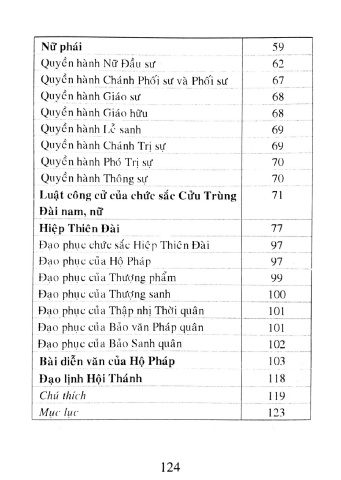 Nữ phái 59
Quyền hành Nữ Đầu sư 62
Quyền hành Chánh Phối sư và Phối sư 67
Quyền hành Giáo sư 68
Quyền hành Giáo hữu 68
Quyền hành Lễ sanh 69
Quyền hành Chánh Trị sự 69
Quyền hành Phó Trị sự 70
Quyền hành Thông sự 70
Luật công cử của chức sắc Cửu Trùng 71
Đài nam, nữ
Hiệp Thiên Đài 77
Đạo phục chức sắc Hiệp Thiên Đài 97
Đạo phục của Hộ Pháp 97
Đạo phục của Thượng phẩm 99
Đạo phục của Thượng sanh 100
Đạo phục của Thập nhị Thời quân 101
Đạo phục của Bảo văn Pháp quân 101
Đạo phục của Bảo Sanh quân 102
Bài diễn văn của Hộ Pháp 103
Đạo lịnh Hội Thánh 118
Chú thích 119
Mục lục 123
124